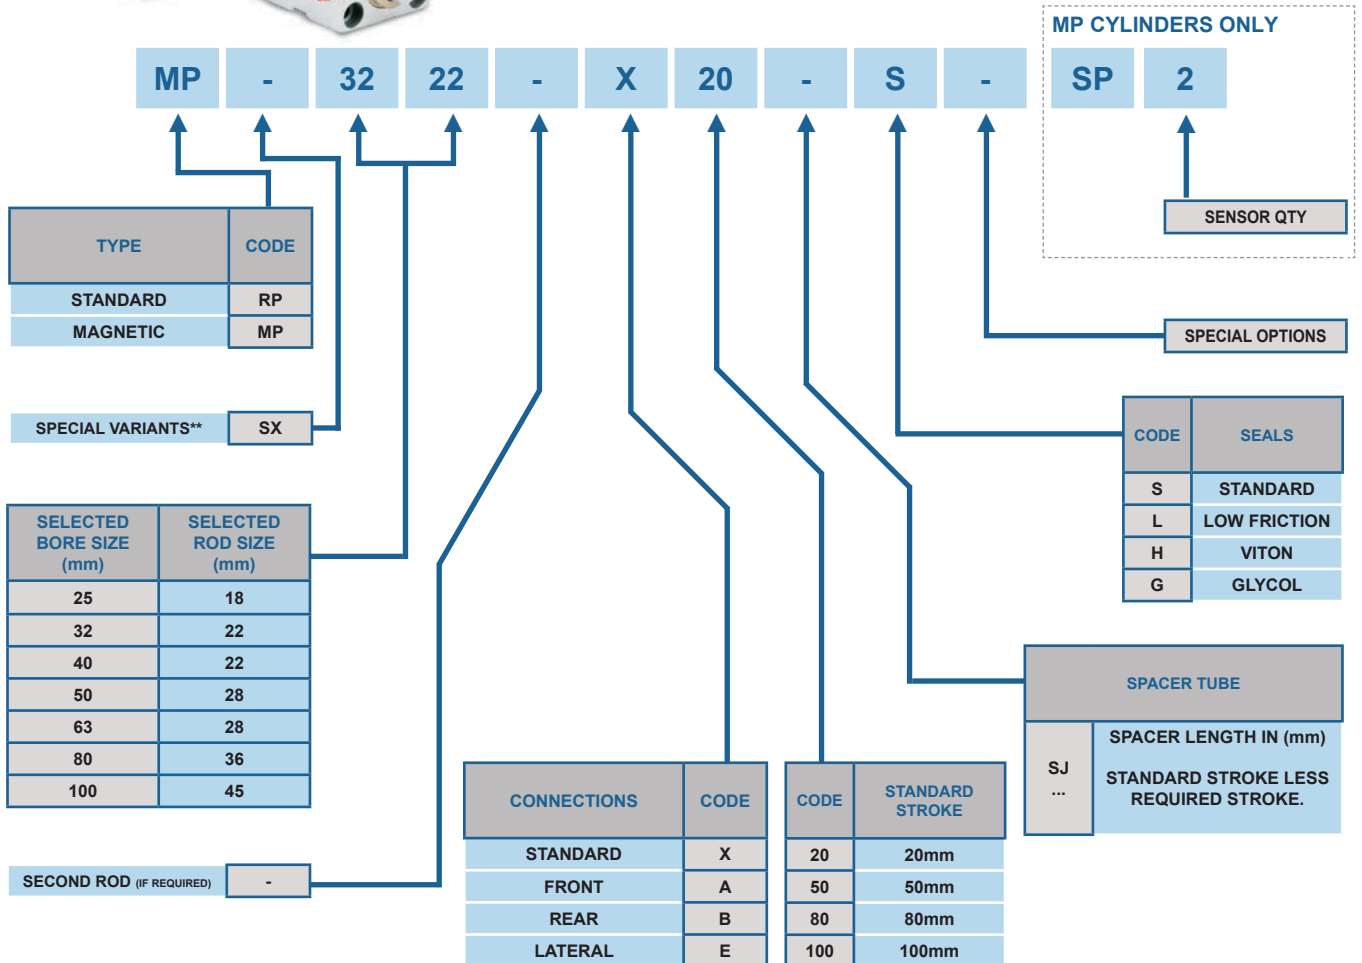 MP CYLINDERS ONLY
MP - 32 22 - X 20 - S - SP 2
SENSOR QTY
TYPE CODE
STANDARD RP
MAGNETIC MP
SPECIAL OPTIONS
SPECIAL VARIANTS** SX
CODE SEALS
S STANDARD
L LOW FRICTION
H VITON
G GLYCOL
SELECTED BORE SIZE (mm) SELECTED ROD SIZE (mm)
25 18
32 22
40 22
50 28
63 28
80 36
100 45
SPACER TUBE
SJ ...
SPACER LENGTH IN (mm)
STANDARD STROKE LESS
REQUIRED STROKE.
SECOND ROD (IF REQUIRED) -
CONNECTIONS CODE
STANDARD X
FRONT A
REAR B
LATERAL E
CODE STANDARD STROKE
20 20mm
50 50mm
80 80mm
100 100mm